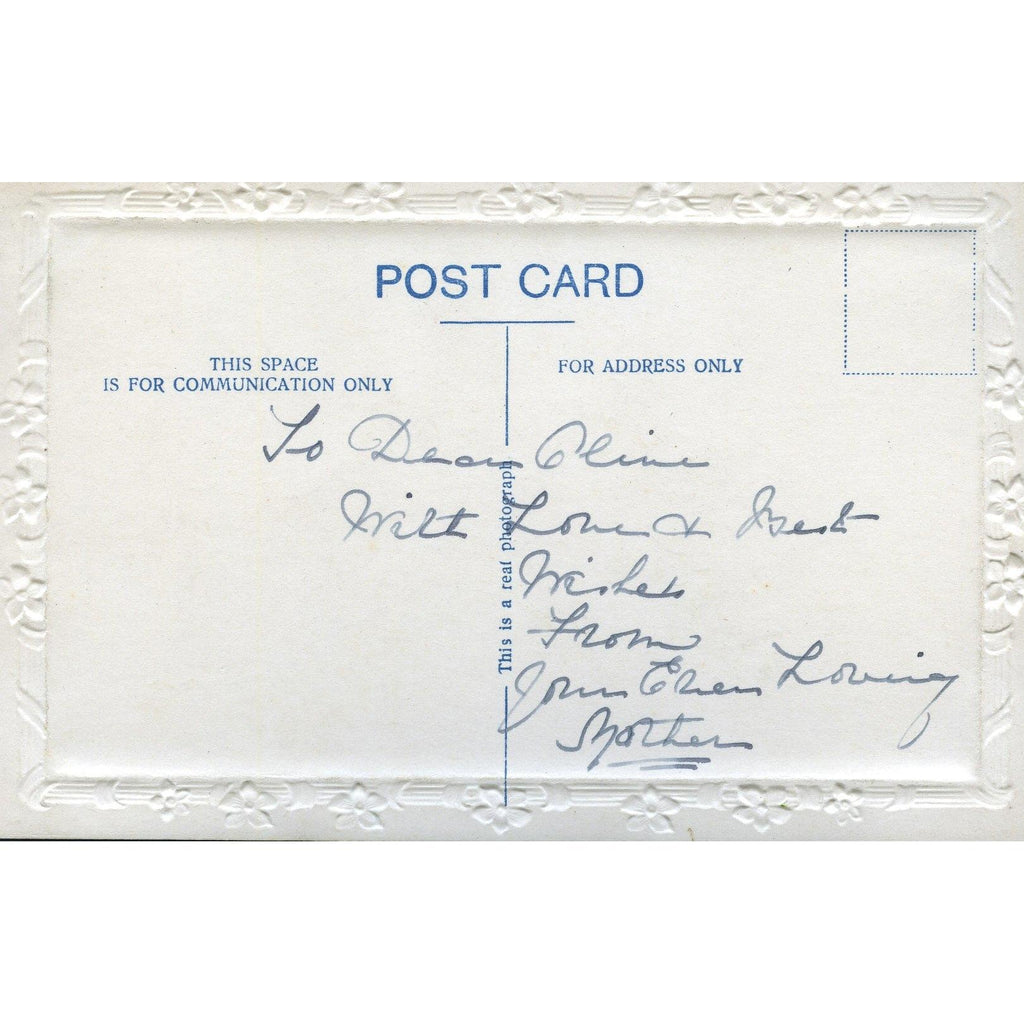 POST CARD
THIS SPACE
IS FOR COMMUNICATION ONLY
FOR ADDRESS ONLY
This is a real photograph
To Dear Olive
With Love & Best
Wishes
From
Your Ever Loving
Mother